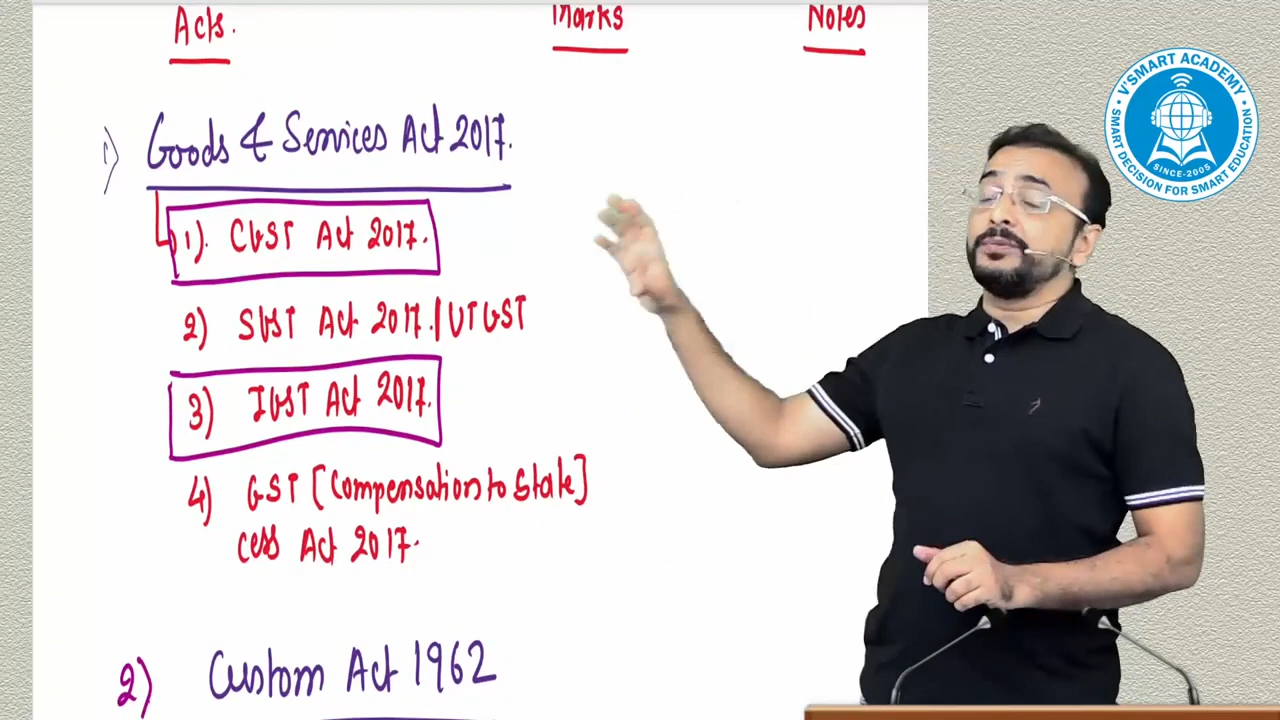 Acts.
Marks
Notes
1) Goods & Services Act 2017.
1). CGST Act 2017.
2) SGST Act 2017./UTGST
3) IGST Act 2017.
4) GST [Compensation to State]
cess Act 2017.
2) Custom Act 1962
V'SMART ACADEMY
SINCE-2005
SMART DECISION FOR SMART EDUCATION